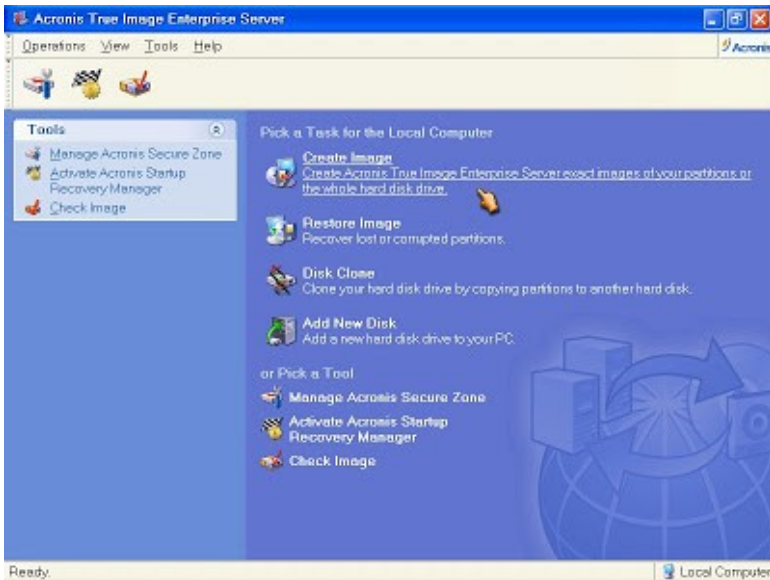 Acronis True Image Enterprise Server
Operations View Tools Help
Acronis
Tools
Manage Acronis Secure Zone
Activate Acronis Startup
Recovery Manager
Check Image
Pick a Task for the Local Computer
Create Image
Create Acronis True Image Enterprise Server exact images of your partitions or
the whole hard disk drive.
Restore Image
Recover lost or corrupted partitions.
Disk Clone
Clone your hard disk drive by copying partitions to another hard disk.
Add New Disk
Add a new hard disk drive to your PC.
or Pick a Tool
Manage Acronis Secure Zone
Activate Acronis Startup
Recovery Manager
Check Image
Ready.
Local Computer